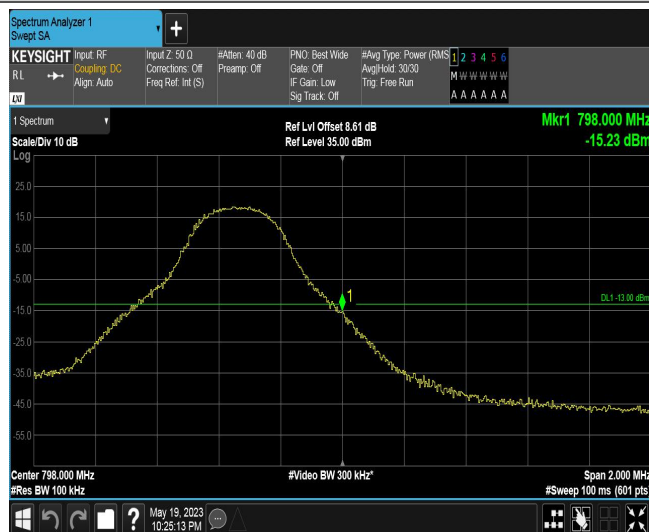 Spectrum Analyzer 1
Swept SA
KEYSIGHT
RL
LXI
Input: RF
Coupling: DC
Align: Auto
Input Z: 50 Ω
Corrections: Off
Freq Ref: Int (S)
#Atten: 40 dB
Preamp: Off
PNO: Best Wide
Gate: Off
IF Gain: Low
Sig Track: Off
#Avg Type: Power (RMS
Avg|Hold: 30/30
Trig: Free Run
1 2 3 4 5 6
M W W W W W
A A A A A A
1 Spectrum
Scale/Div 10 dB
Log
Ref Lvl Offset 8.61 dB
Ref Level 35.00 dBm
Mkr1 798.000 MHz
-15.23 dBm
25.0
15.0
5.00
-5.00
-15.0
-25.0
-35.0
-45.0
-55.0
1
DL1 -13.00 dBm
Center 798.000 MHz
#Video BW 300 kHz*
Span 2.000 MHz
#Res BW 100 kHz
#Sweep 100 ms (601 pts)
May 19, 2023
10:25:13 PM